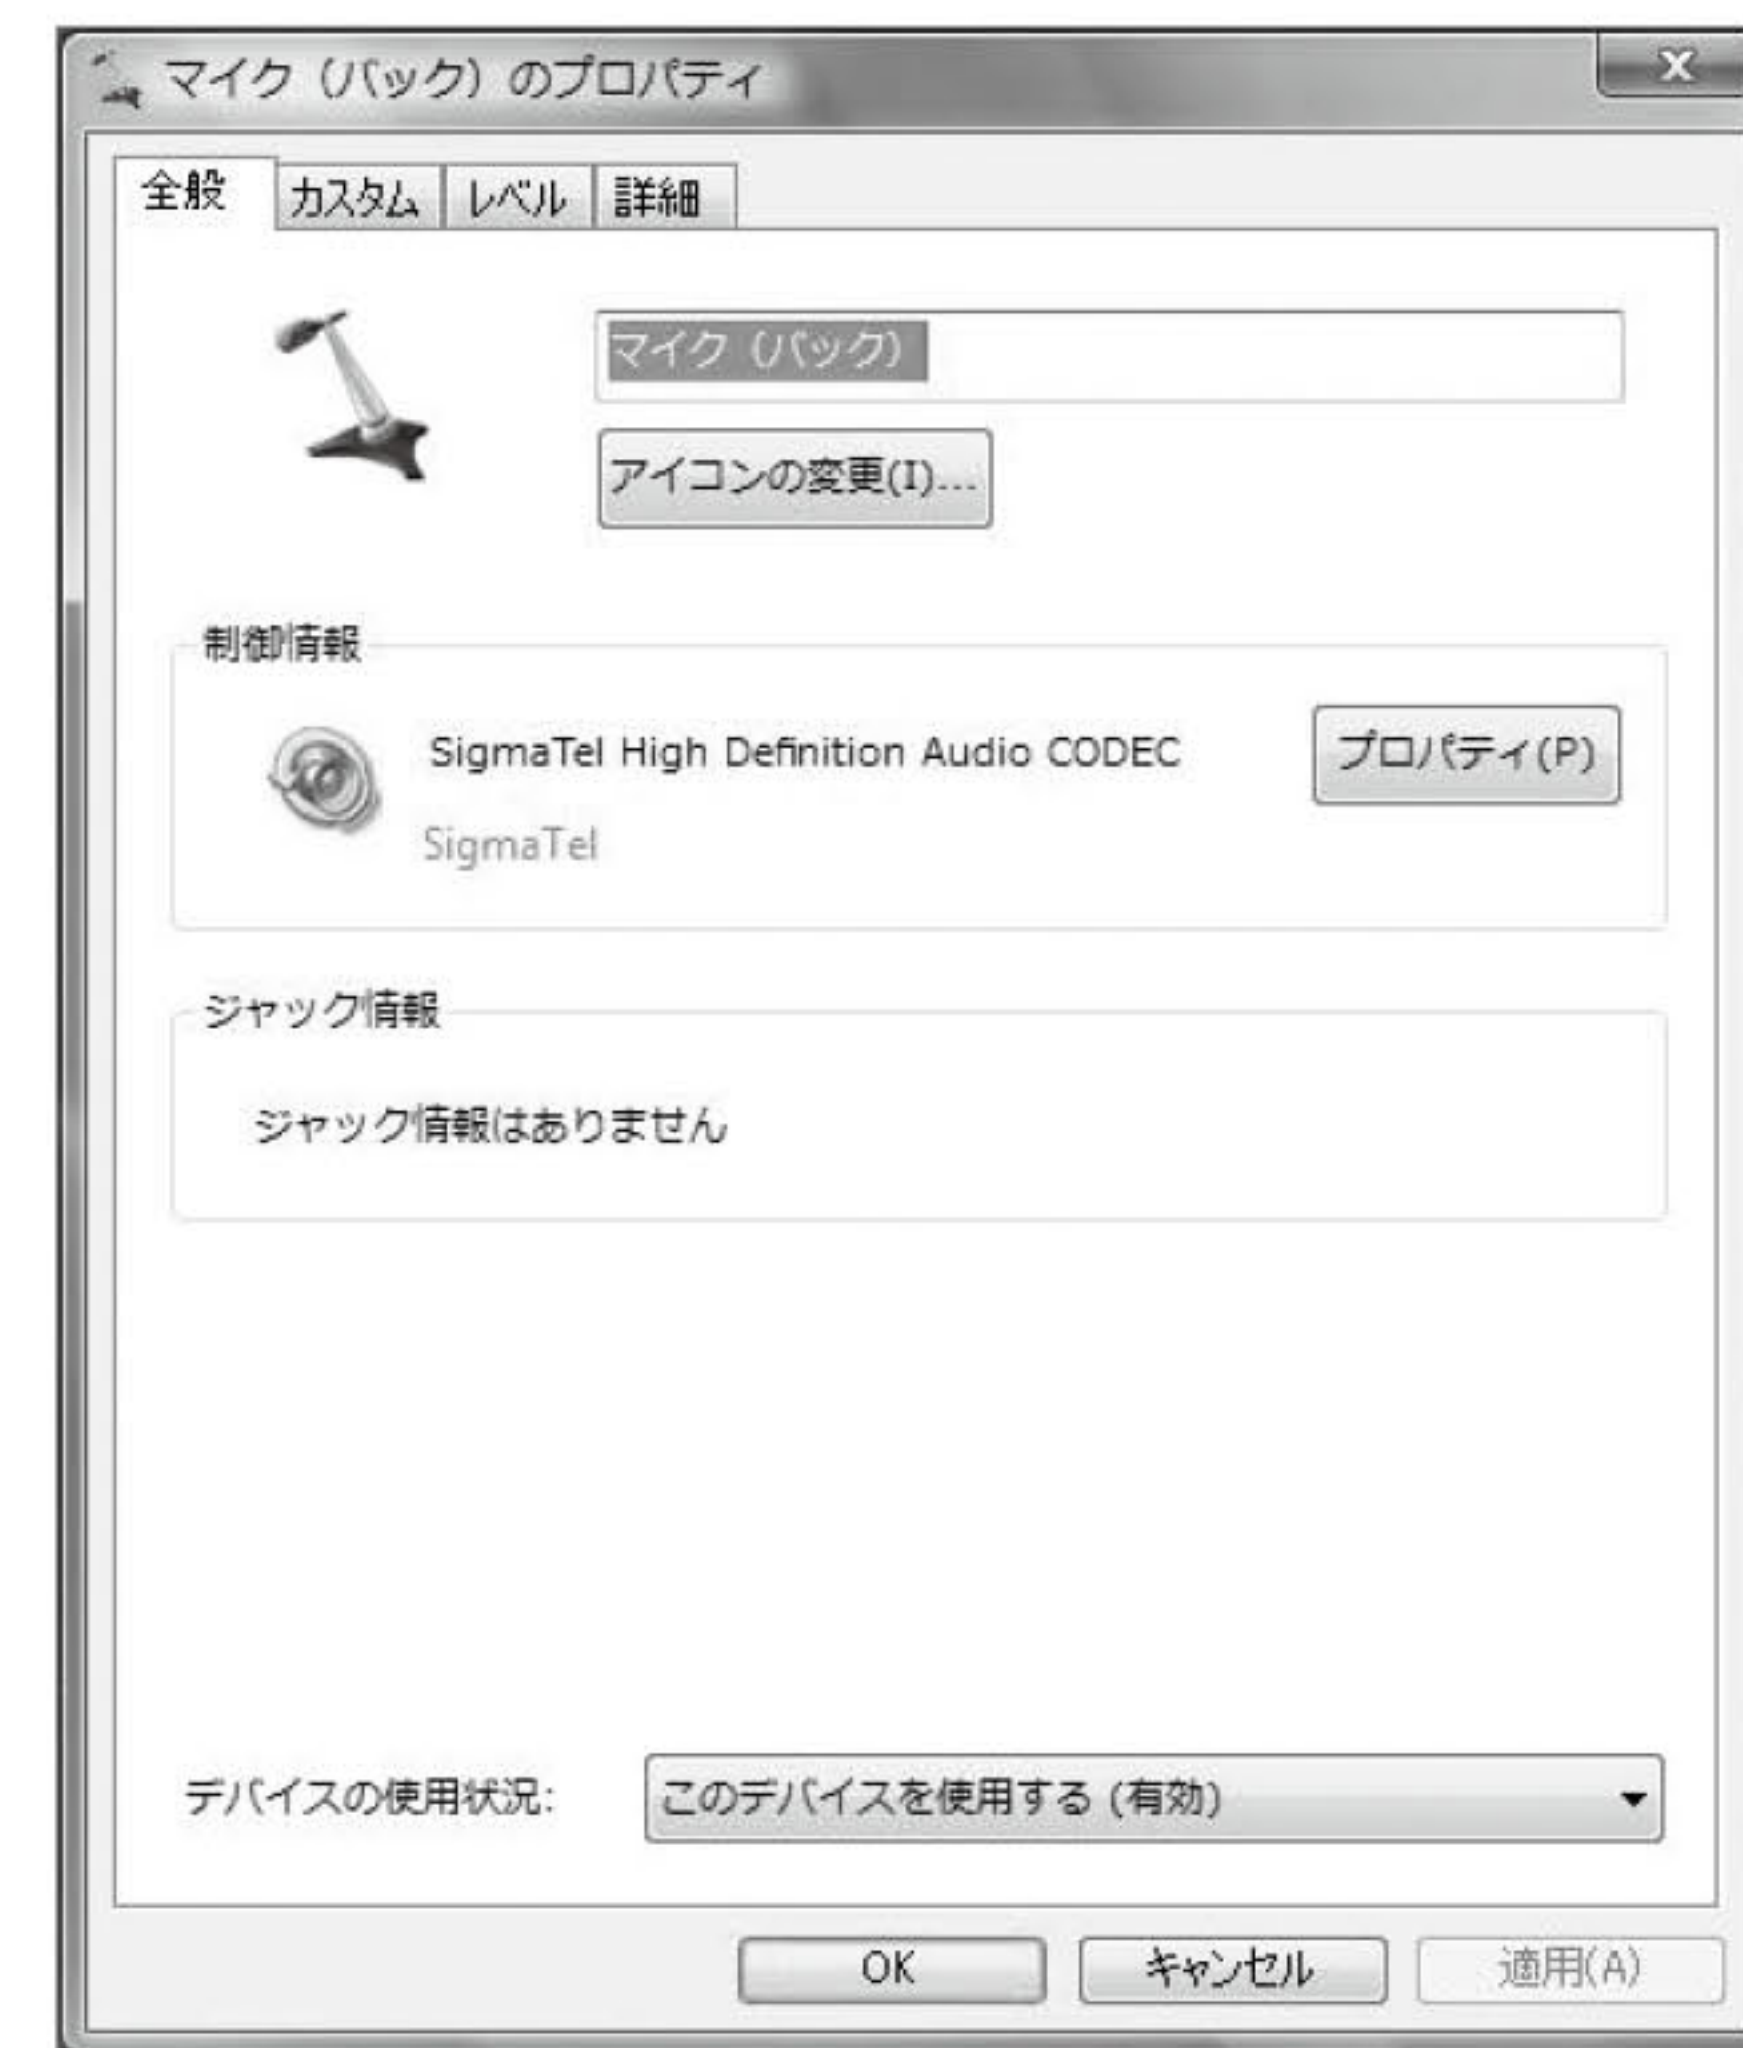 マイク（バック）のプロパティ
全般 カスタム レベル 詳細
マイク（バック）
アイコンの変更(I)...
制御情報
SigmaTel High Definition Audio CODEC プロパティ(P)
SigmaTel
ジャック情報
ジャック情報はありません
デバイスの使用状況: このデバイスを使用する (有効)
OK キャンセル 適用(A)